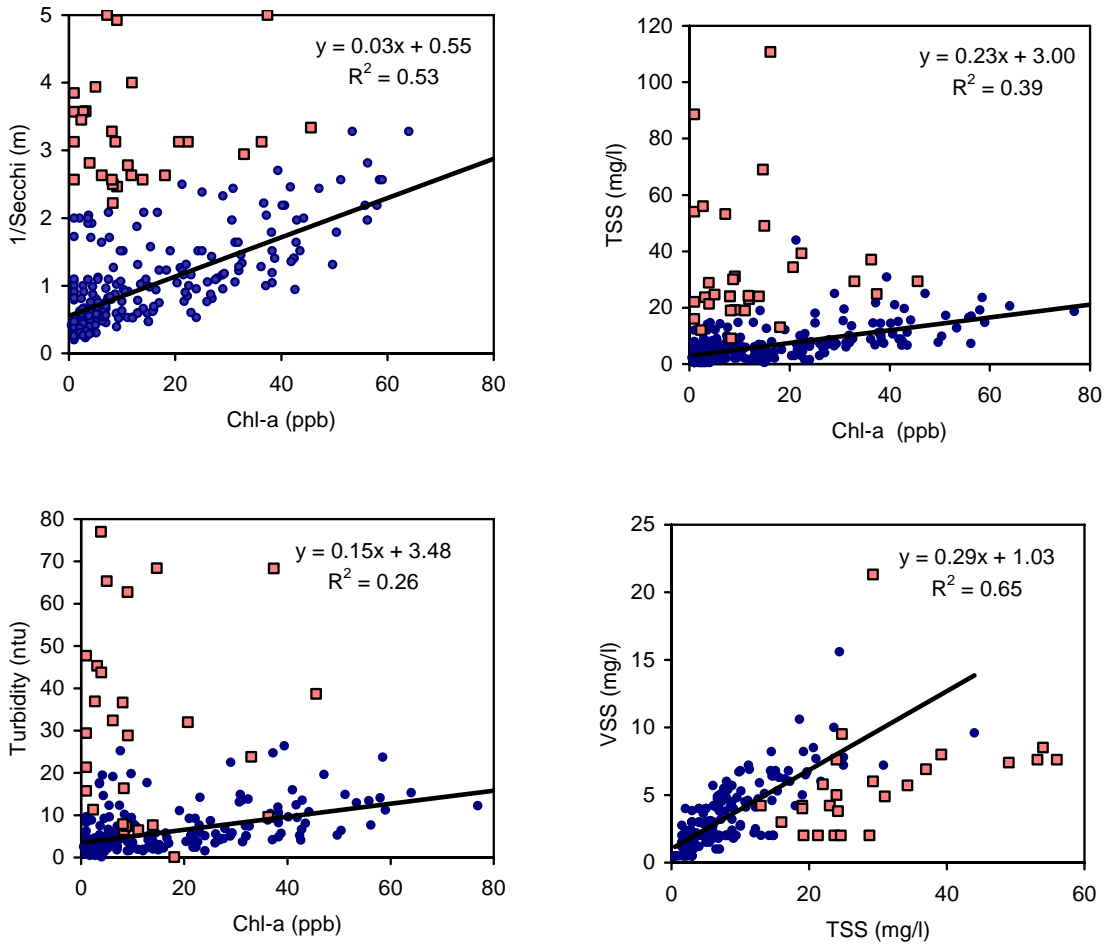 5
4
3
2
1
0
1/Secchi (m)
y = 0.03x + 0.55
R² = 0.53
0 20 40 60 80
Chl-a (ppb)
120
100
80
60
40
20
0
TSS (mg/l)
y = 0.23x + 3.00
R² = 0.39
0 20 40 60 80
Chl-a (ppb)
80
70
60
50
40
30
20
10
0
Turbidity (ntu)
y = 0.15x + 3.48
R² = 0.26
0 20 40 60 80
Chl-a (ppb)
25
20
15
10
5
0
VSS (mg/l)
y = 0.29x + 1.03
R² = 0.65
0 20 40 60
TSS (mg/l)